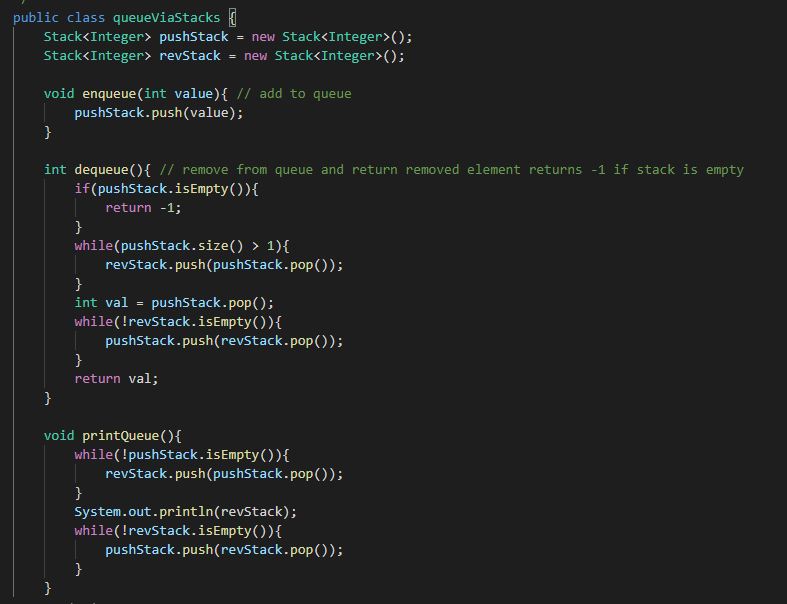 public class queueViaStacks {
    Stack<Integer> pushStack = new Stack<Integer>();
    Stack<Integer> revStack = new Stack<Integer>();

    void enqueue(int value){ // add to queue
        pushStack.push(value);
    }

    int dequeue(){ // remove from queue and return removed element returns -1 if stack is empty
        if(pushStack.isEmpty()){
            return -1;
        }
        while(pushStack.size() > 1){
            revStack.push(pushStack.pop());
        }
        int val = pushStack.pop();
        while(!revStack.isEmpty()){
            pushStack.push(revStack.pop());
        }
        return val;
    }

    void printQueue(){
        while(!pushStack.isEmpty()){
            revStack.push(pushStack.pop());
        }
        System.out.println(revStack);
        while(!revStack.isEmpty()){
            pushStack.push(revStack.pop());
        }
    }